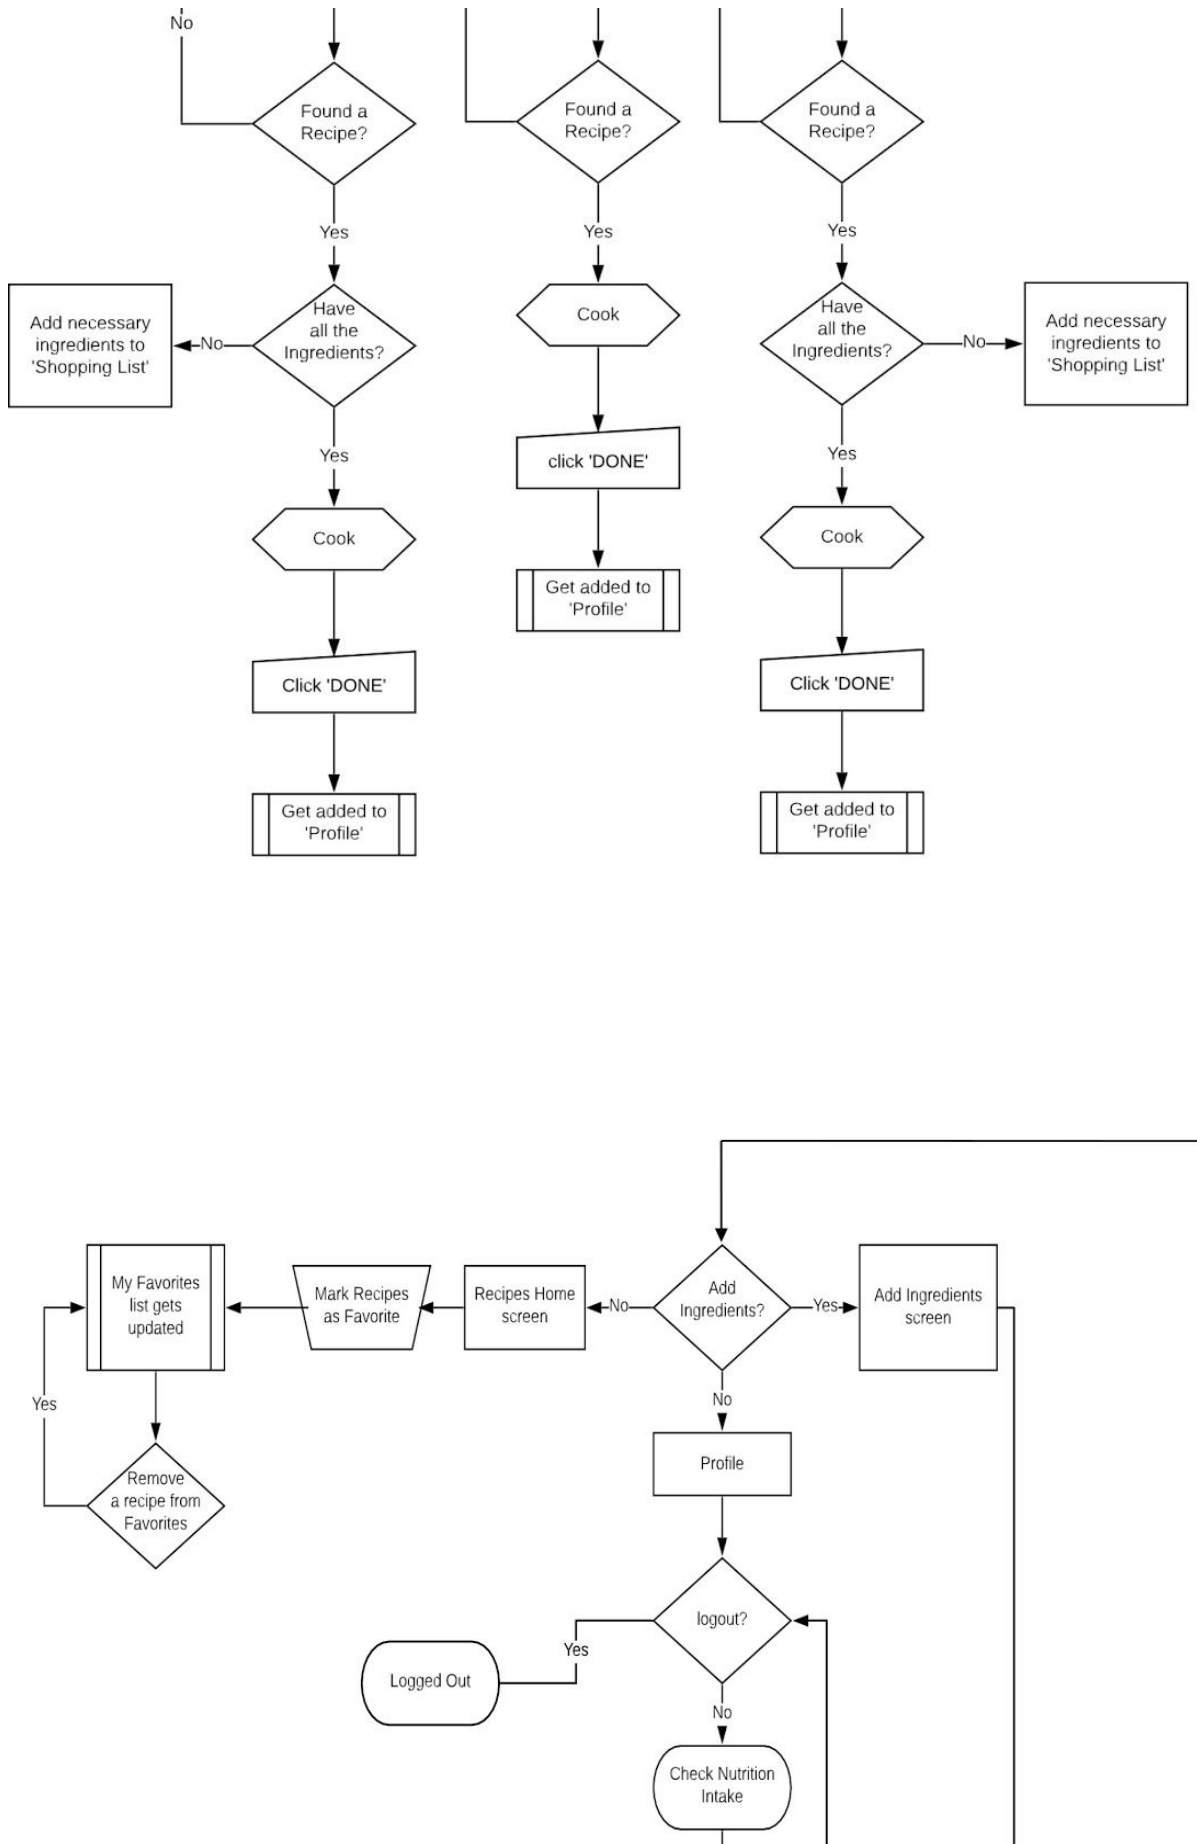 No
Found a
Recipe?
Found a
Recipe?
Found a
Recipe?
Yes
Yes
Yes
Add necessary
ingredients to
'Shopping List'
No
Have
all the
Ingredients?
Cook
Have
all the
Ingredients?
No
Add necessary
ingredients to
'Shopping List'
Yes
click 'DONE'
Yes
Cook
Cook
Get added to
'Profile'
Click 'DONE'
Click 'DONE'
Get added to
'Profile'
Get added to
'Profile'
My Favorites
list gets
updated
Mark Recipes
as Favorite
Recipes Home
screen
No
Add
Ingredients?
Yes
Add Ingredients
screen
Yes
No
Remove
a recipe from
Favorites
Profile
logout?
Yes
Logged Out
No
Check Nutrition
Intake